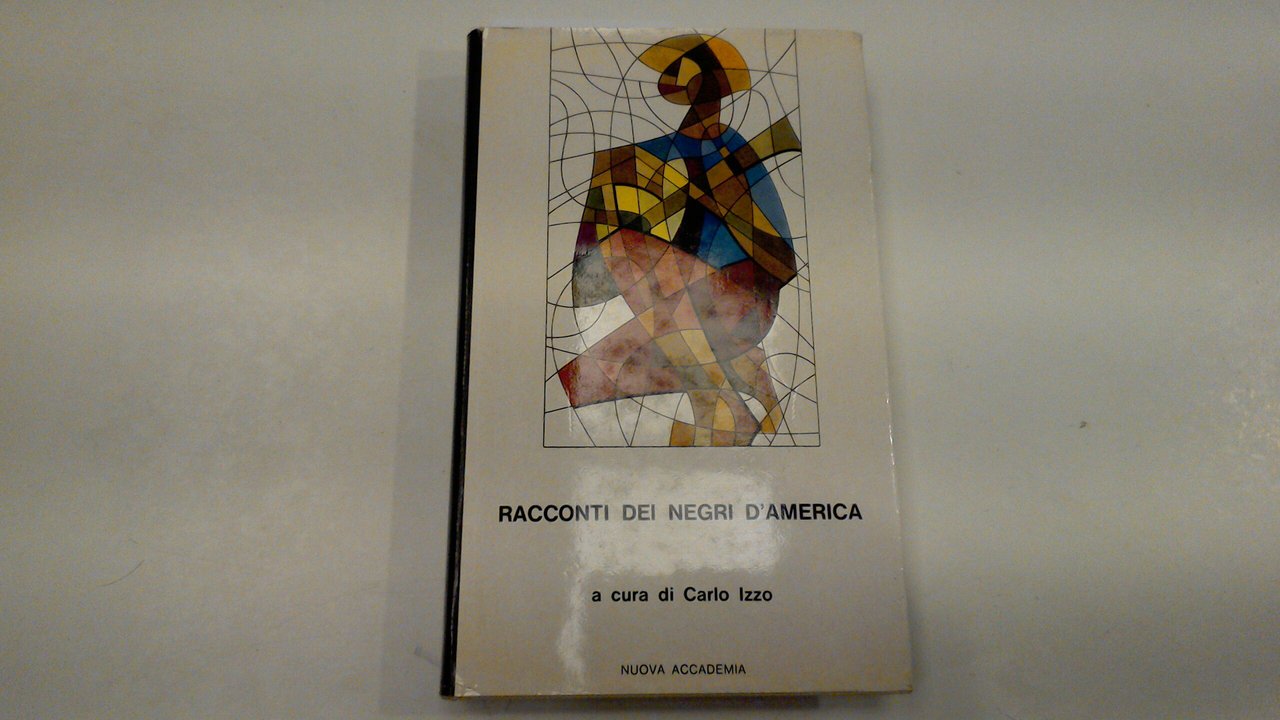 RACCONTI DEI NEGRI D'AMERICA
a cura di Carlo Izzo
NUOVA ACCADEMIA